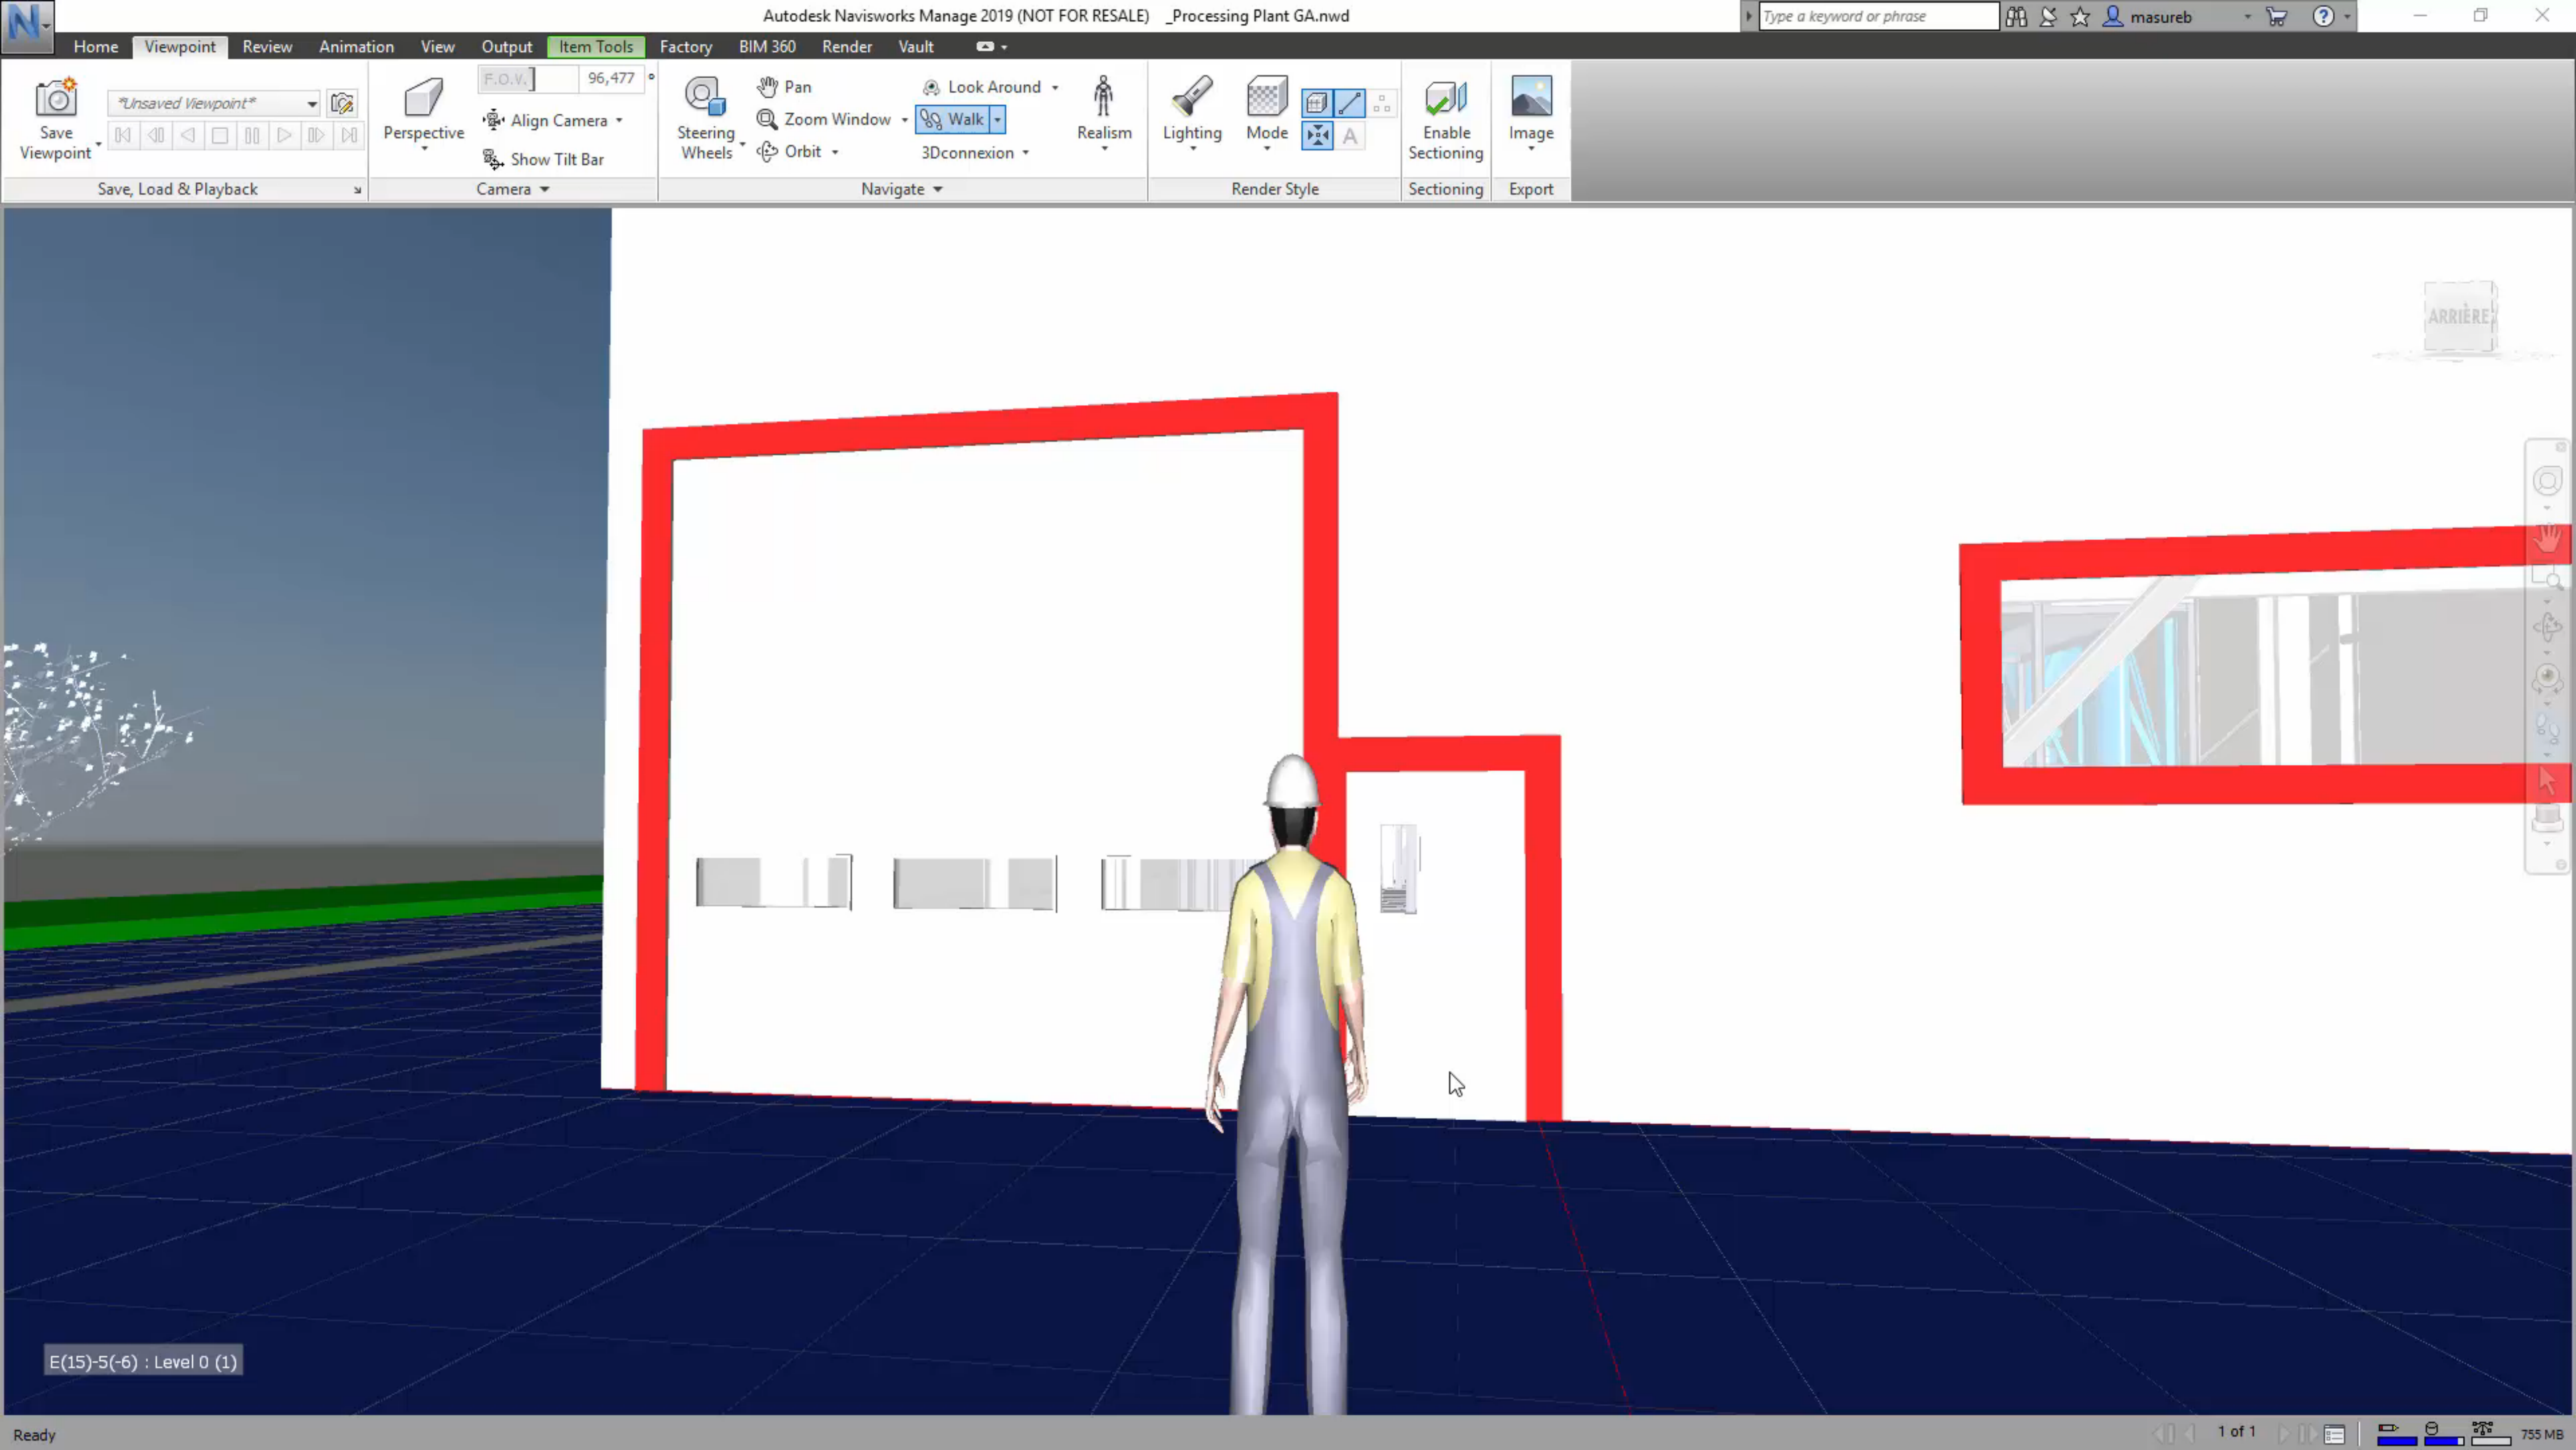 Autodesk Navisworks Manage 2019 (NOT FOR RESALE) _Processing Plant GA.nwd
Type a keyword or phrase
masureb
Home Viewpoint Review Animation View Output Item Tools Factory BIM 360 Render Vault
Save Viewpoint
*Unsaved Viewpoint*
Save, Load & Playback
Perspective
F.O.V. 96,477 °
Align Camera
Show Tilt Bar
Camera
Steering Wheels
Pan
Zoom Window
Orbit
Look Around
Walk
3Dconnexion
Realism
Navigate
Lighting
Mode
A
Render Style
Enable Sectioning
Sectioning
Image
Export
ARRIÈRE
E(15)-5(-6) : Level 0 (1)
Ready
1 of 1
755 MB